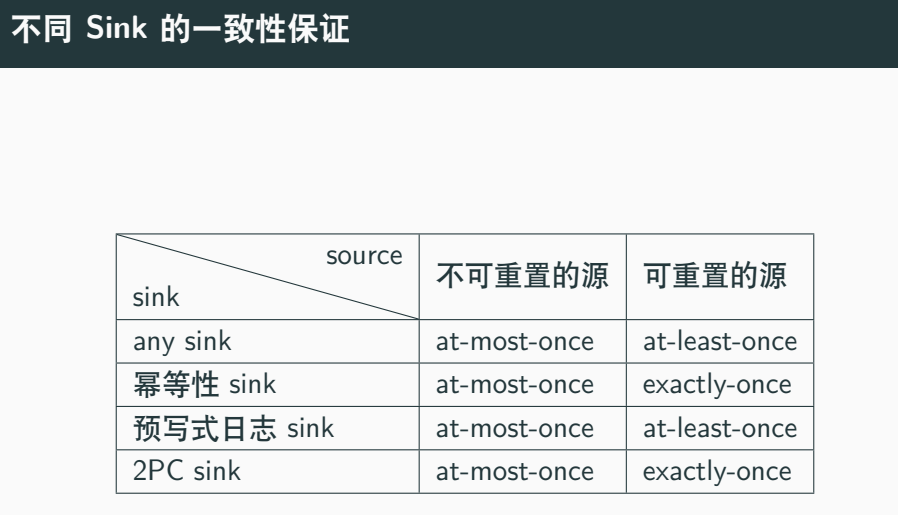 不同 Sink 的一致性保证
source
sink
不可重置的源 可重置的源
any sink at-most-once at-least-once
幂等性 sink at-most-once exactly-once
预写式日志 sink at-most-once at-least-once
2PC sink at-most-once exactly-once